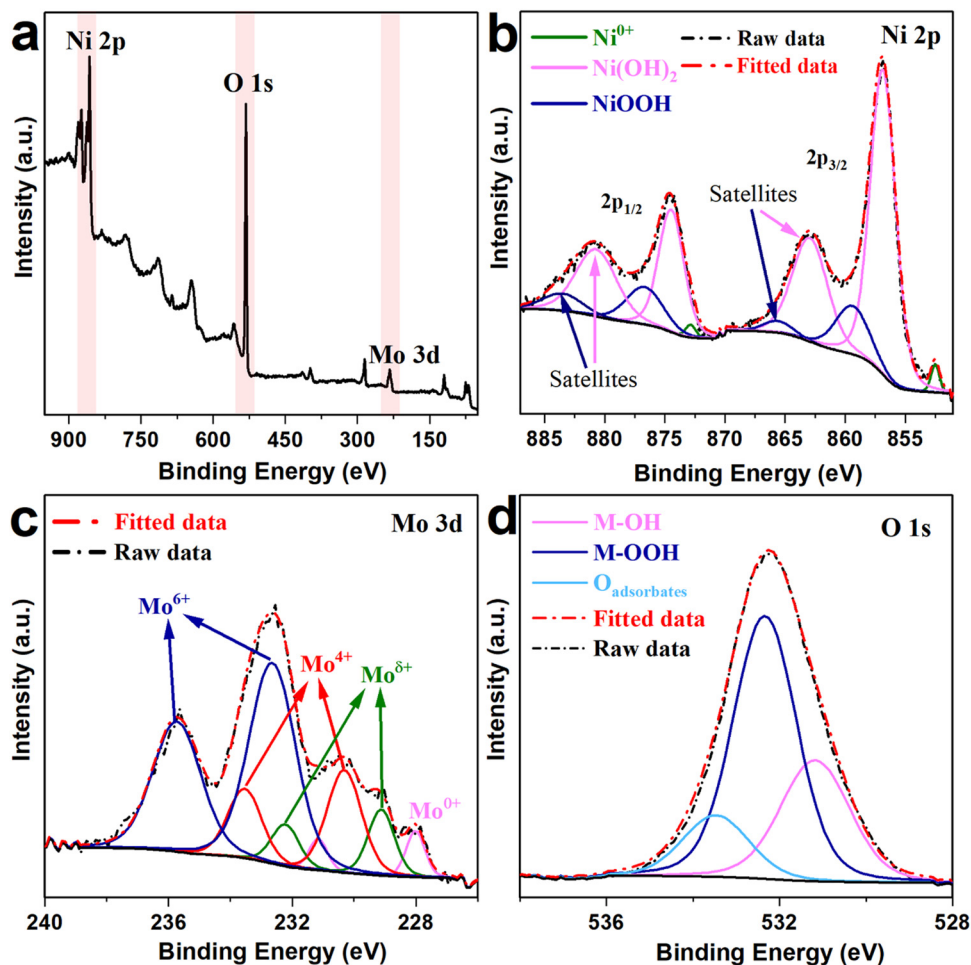 a
Ni 2p
O 1s
Mo 3d
Intensity (a.u.)
900 750 600 450 300 150
Binding Energy (eV)
b
Ni0+
Ni(OH)2
NiOOH
Raw data
Fitted data
Ni 2p
2p3/2
2p1/2
Satellites
Satellites
Intensity (a.u.)
885 880 875 870 865 860 855
Binding Energy (eV)
c
Fitted data
Raw data
Mo 3d
Mo6+
Mo4+
Moδ+
Mo0+
Intensity (a.u.)
240 236 232 228
Binding Energy (eV)
d
M-OH
M-OOH
Oadsorbates
Fitted data
Raw data
O 1s
Intensity (a.u.)
536 532 528
Binding Energy (eV)